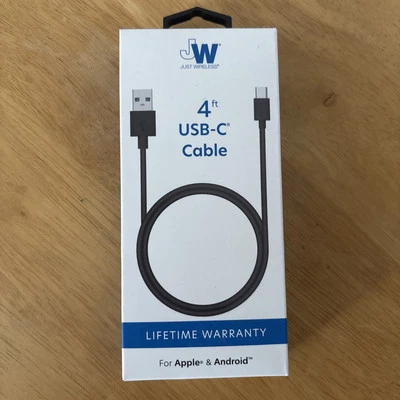 JW
JUST WIRELESS®
4ft
USB-C®
Cable
LIFETIME WARRANTY
For Apple® & Android™